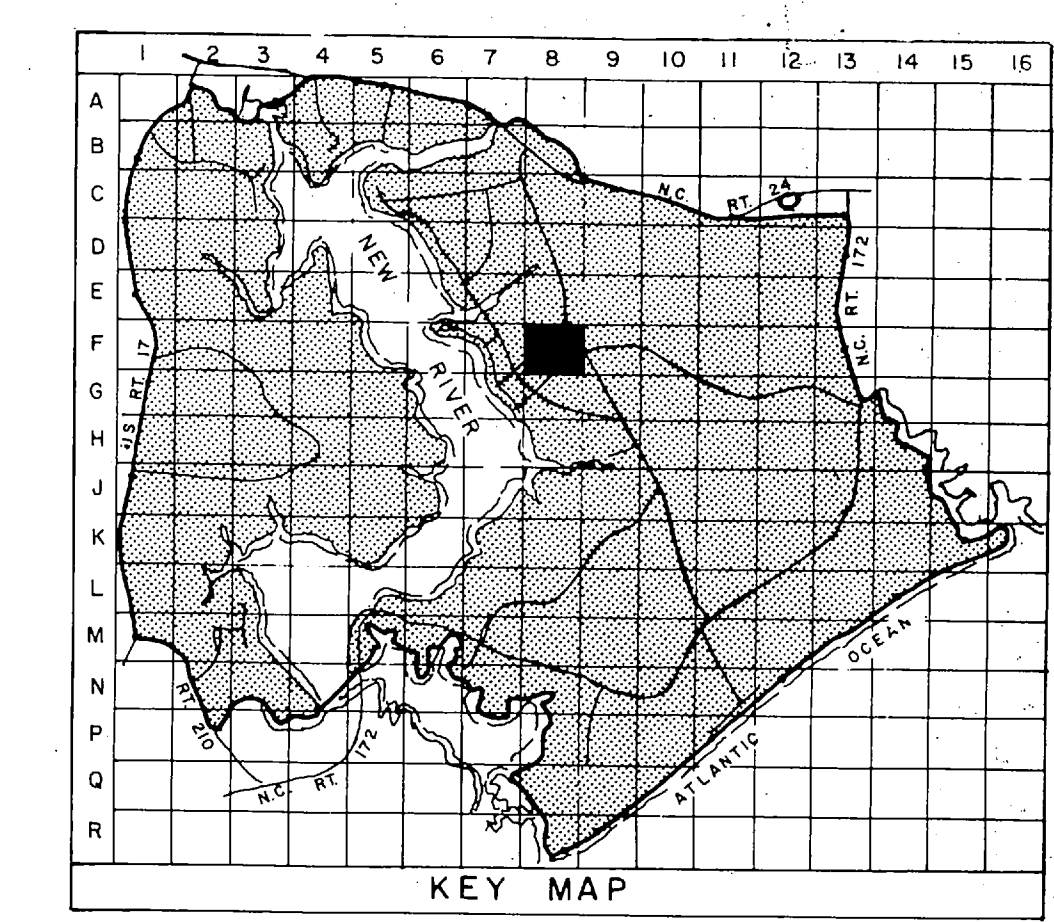 1 2 3 4 5 6 7 8 9 10 11 12 13 14 15 16
A
B
C
D
E
F
G
H
J
K
L
M
N
P
Q
R
N.C. RT. 24
N.C. RT. 172
NEW RIVER
US RT. 17
RT. 210
N.C. RT. 172
ATLANTIC OCEAN
KEY MAP